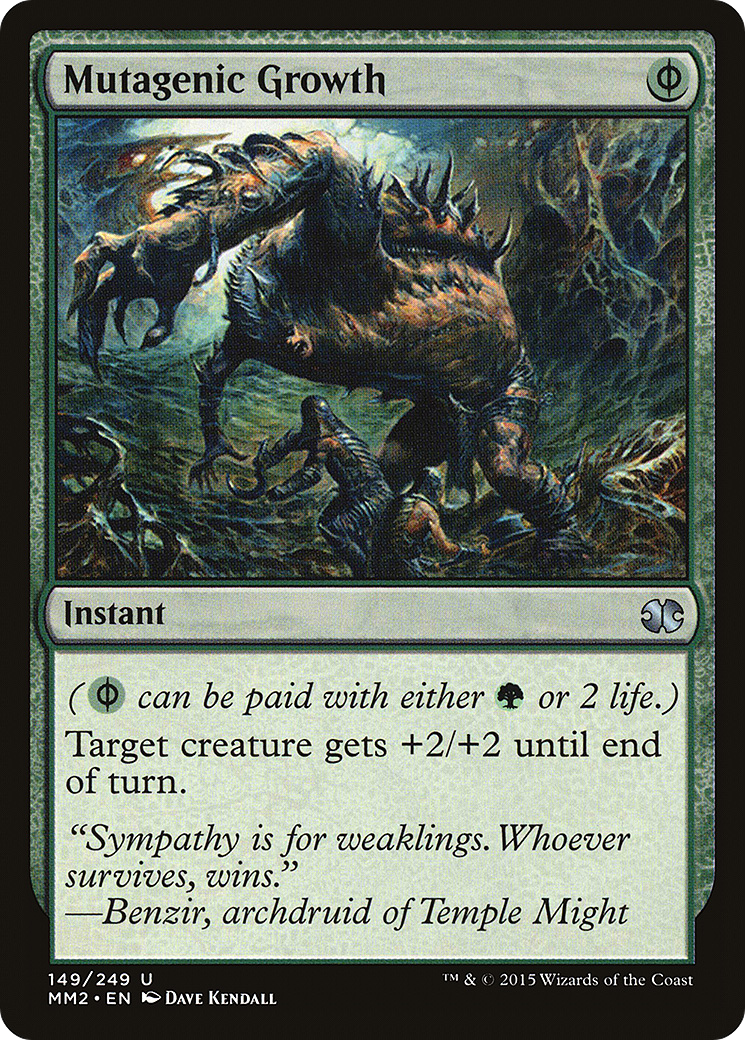 Mutagenic Growth
Instant
( can be paid with either or 2 life.)
Target creature gets +2/+2 until end
of turn.
“Sympathy is for weaklings. Whoever
survives, wins.”
—Benzir, archdruid of Temple Might
149/249 U
MM2 • EN Dave Kendall
™ & © 2015 Wizards of the Coast